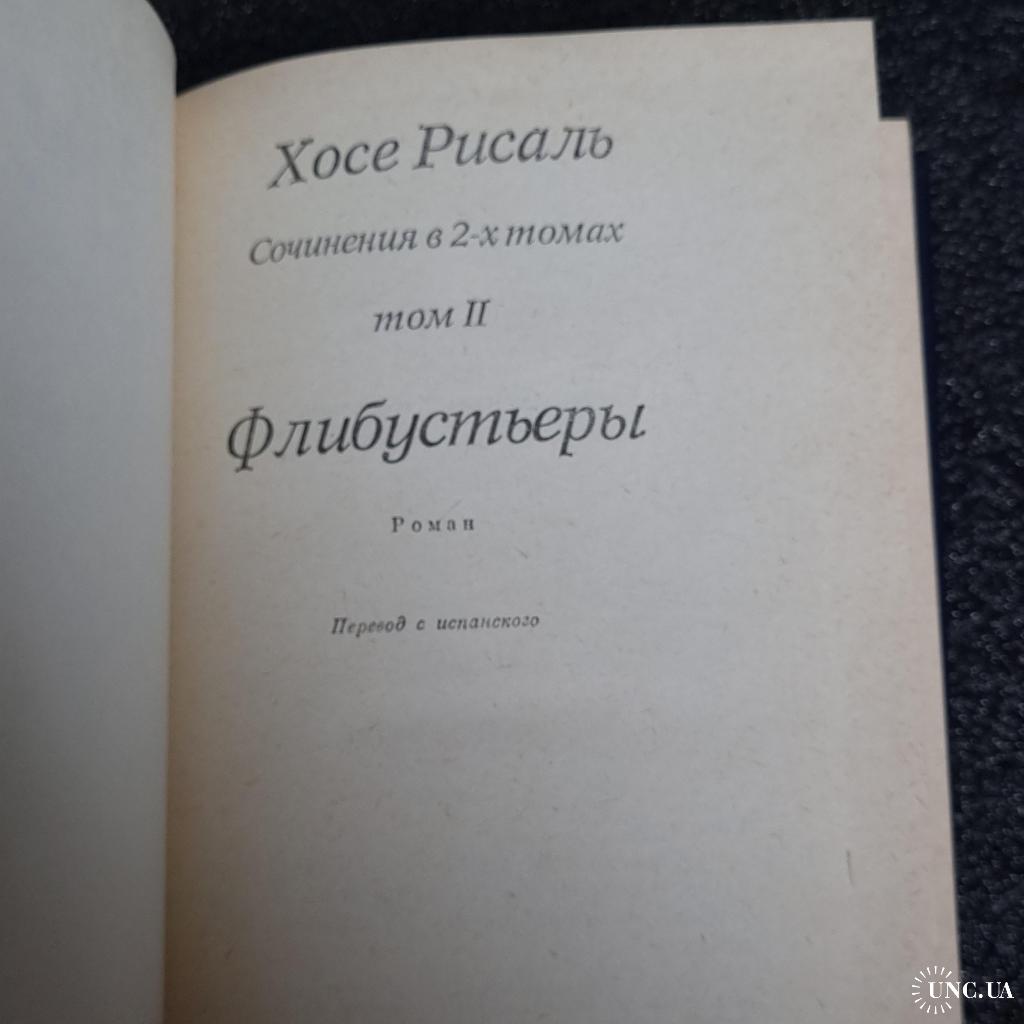 Хосе Рисаль
Сочинения в 2-х томах
том II
Флибустьеры
Роман
Перевод с испанского
UNC.UA